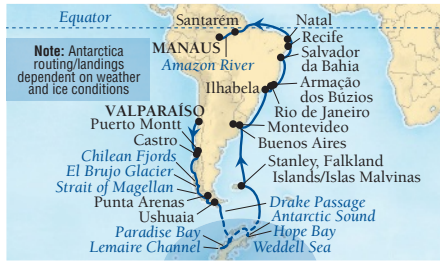 Equator
Santarém
Natal
Recife
MANAUS
Salvador
da Bahia
Note: Antarctica
routing/landings
dependent on weather
and ice conditions
Amazon River
Armação
dos Búzios
Ilhabela
Rio de Janeiro
VALPARAÍSO
Puerto Montt
Montevideo
Castro
Buenos Aires
Chilean Fjords
Stanley, Falkland
Islands/Islas Malvinas
El Brujo Glacier
Strait of Magellan
Punta Arenas
Drake Passage
Ushuaia
Antarctic Sound
Paradise Bay
Hope Bay
Lemaire Channel
Weddell Sea